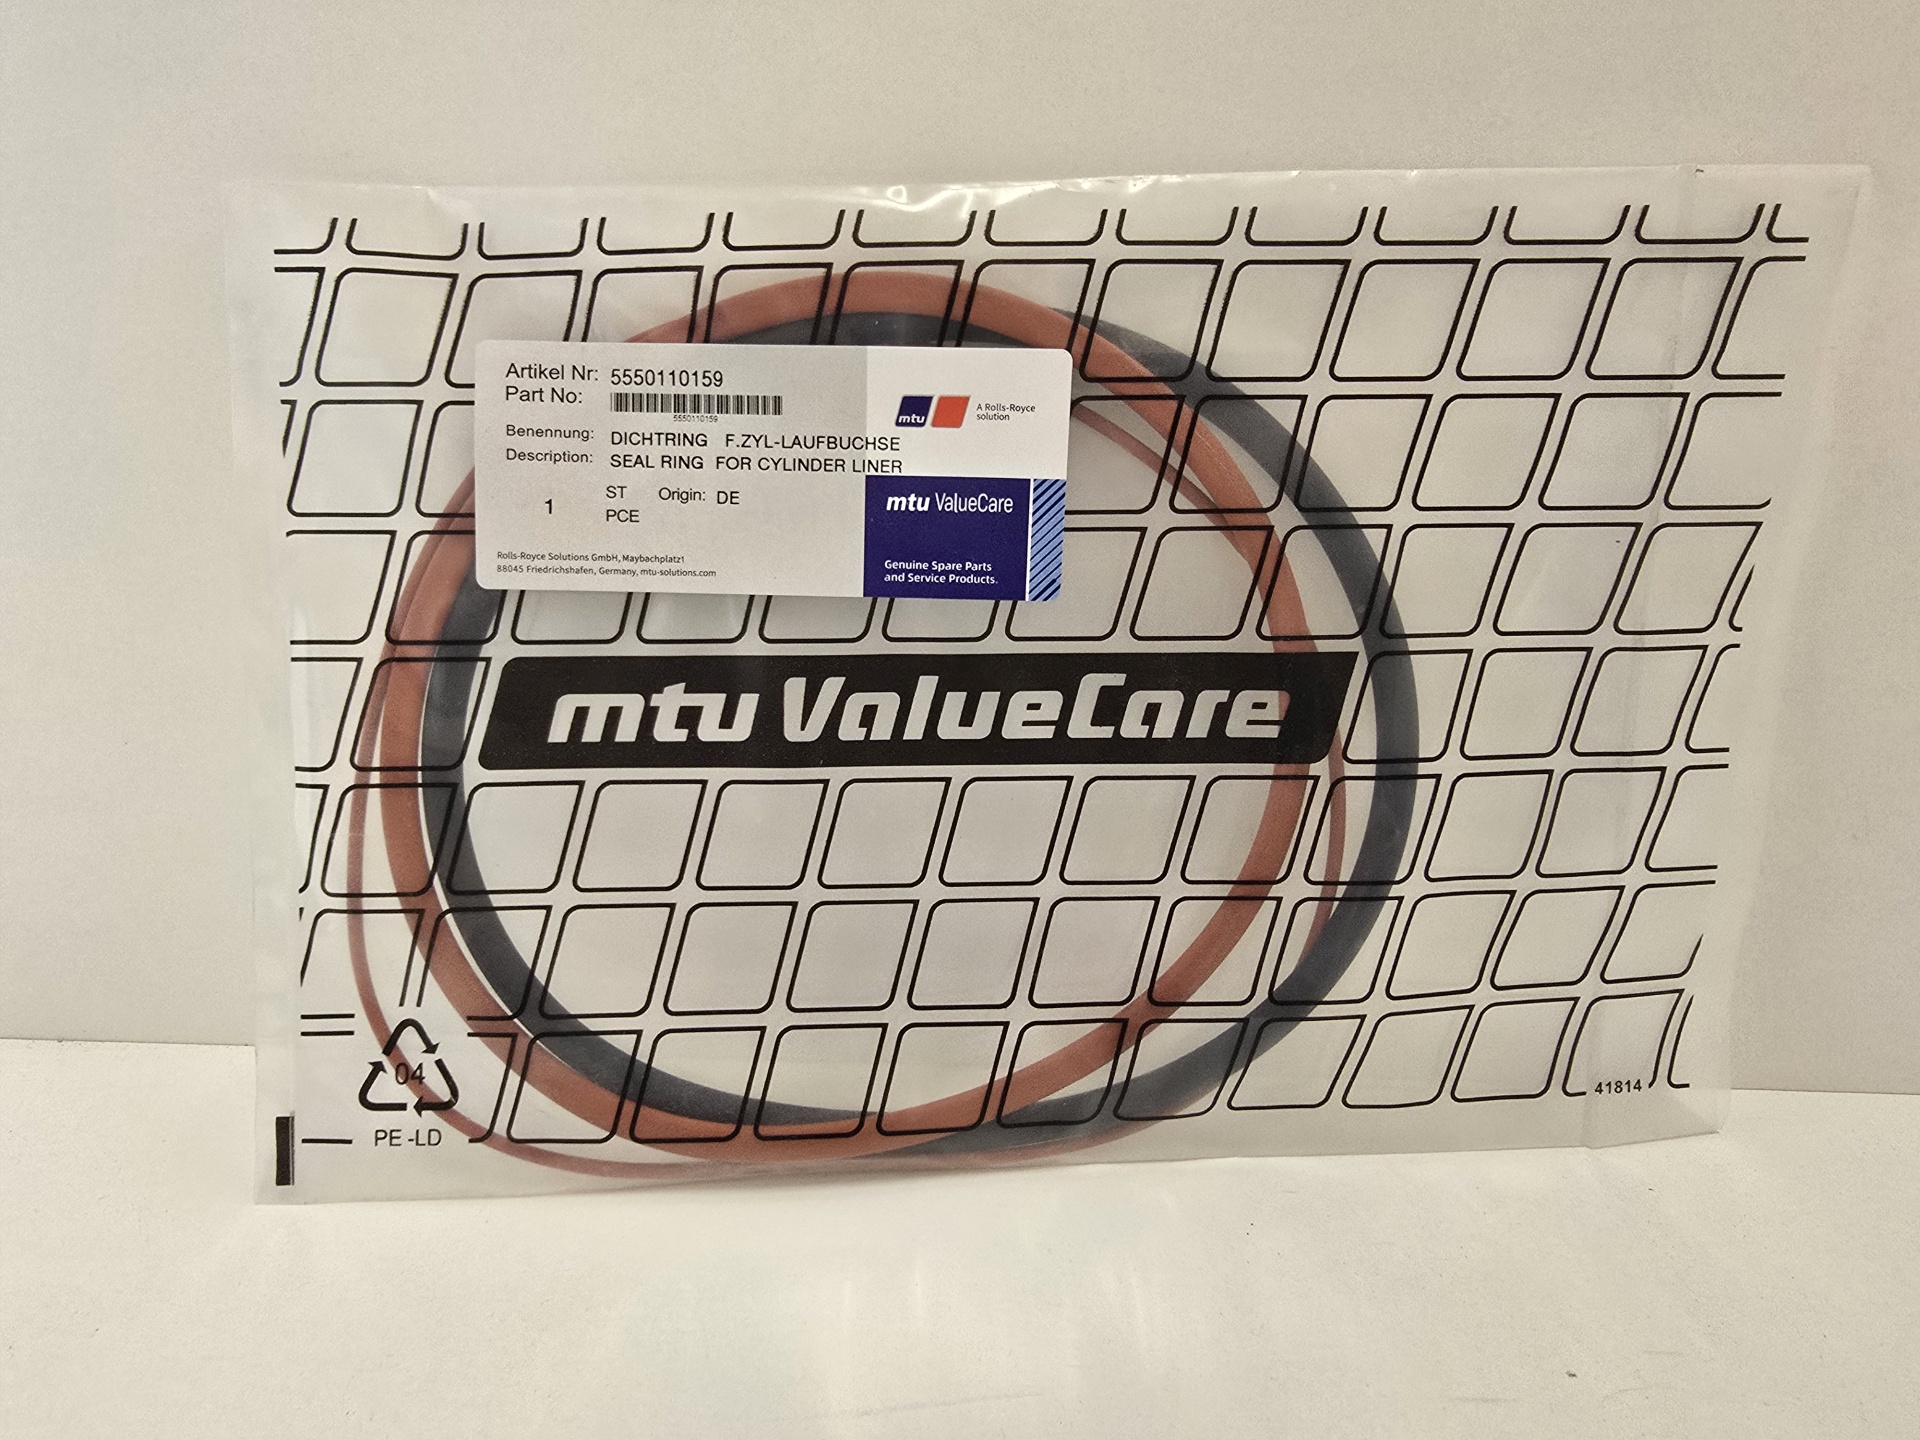 Artikel Nr: 5550110159
Part No:
5550110159
Benennung: DICHTRING F.ZYL-LAUFBUCHSE
Description: SEAL RING FOR CYLINDER LINER
1 ST Origin: DE
PCE
Rolls-Royce Solutions GmbH, Maybachplatz1
88045 Friedrichshafen, Germany, mtu-solutions.com
mtu
A Rolls-Royce
solution
mtu ValueCare
Genuine Spare Parts
and Service Products.
mtu ValueCare
04
PE-LD
41814